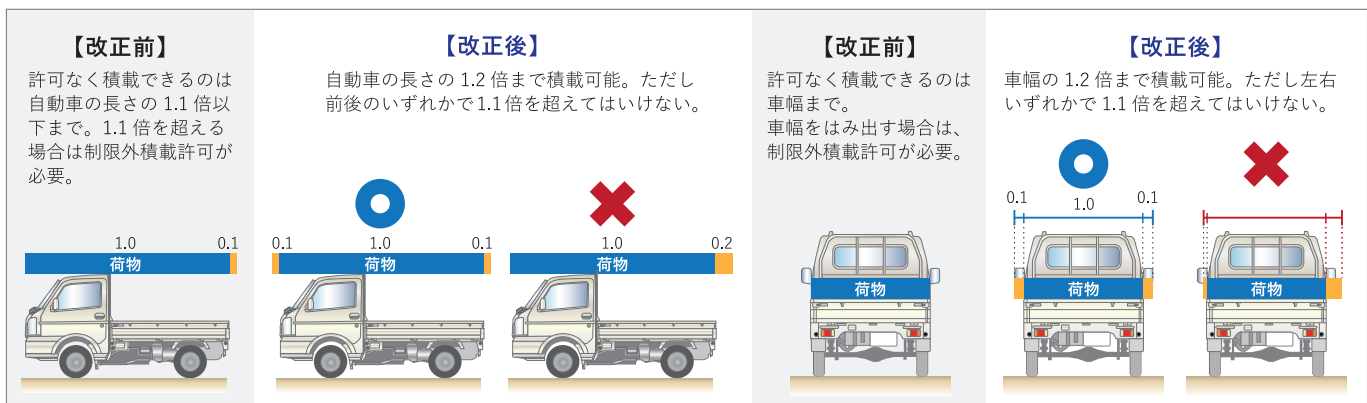 【改正前】
許可なく積載できるのは
自動車の長さの 1.1 倍以
下まで。1.1 倍を超える
場合は制限外積載許可が
必要。
1.0 0.1
荷物
【改正後】
自動車の長さの 1.2 倍まで積載可能。ただし
前後のいずれかで 1.1 倍を超えてはいけない。
0.1 1.0 0.1
荷物
1.0 0.2
荷物
【改正前】
許可なく積載できるのは
車幅まで。
車幅をはみ出す場合は、
制限外積載許可が必要。
荷物
【改正後】
車幅の 1.2 倍まで積載可能。ただし左右
いずれかで 1.1 倍を超えてはいけない。
0.1 1.0 0.1
荷物
荷物